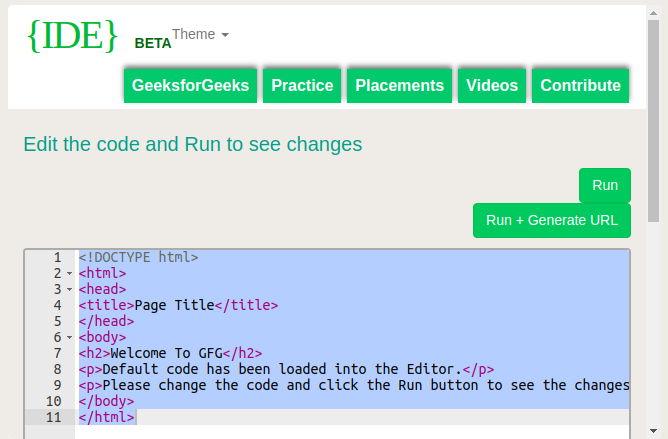 {IDE} BETA Theme
GeeksforGeeks Practice Placements Videos Contribute
Edit the code and Run to see changes
Run
Run + Generate URL
1 <!DOCTYPE html>
2 <html>
3 <head>
4 <title>Page Title</title>
5 </head>
6 <body>
7 <h2>Welcome To GFG</h2>
8 <p>Default code has been loaded into the Editor.</p>
9 <p>Please change the code and click the Run button to see the changes
10 </body>
11 </html>